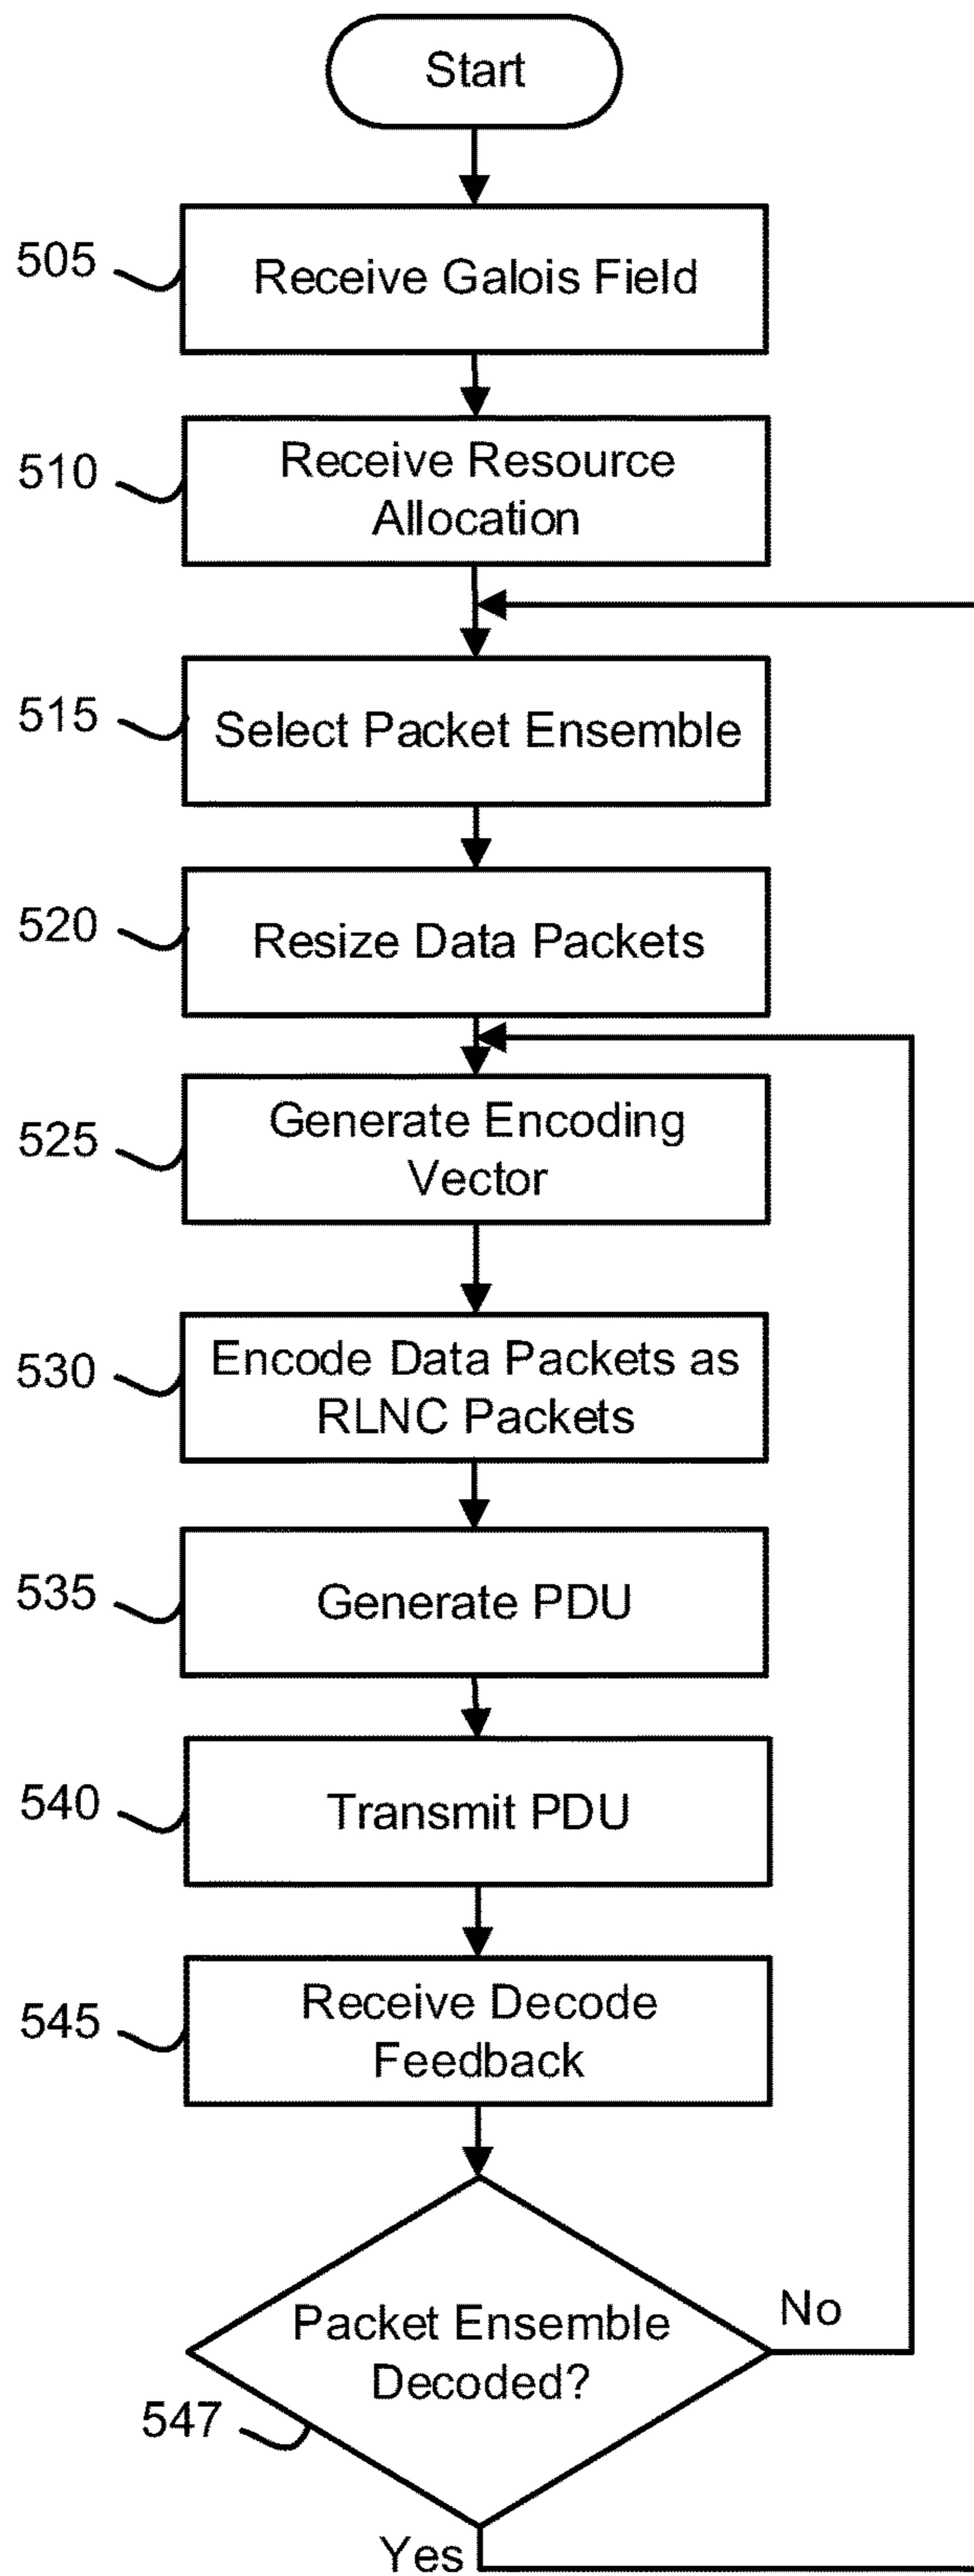 Start
505
Receive Galois Field
510
Receive Resource
Allocation
515
Select Packet Ensemble
520
Resize Data Packets
525
Generate Encoding
Vector
530
Encode Data Packets as
RLNC Packets
535
Generate PDU
540
Transmit PDU
545
Receive Decode
Feedback
Packet Ensemble
Decoded?
No
547
Yes